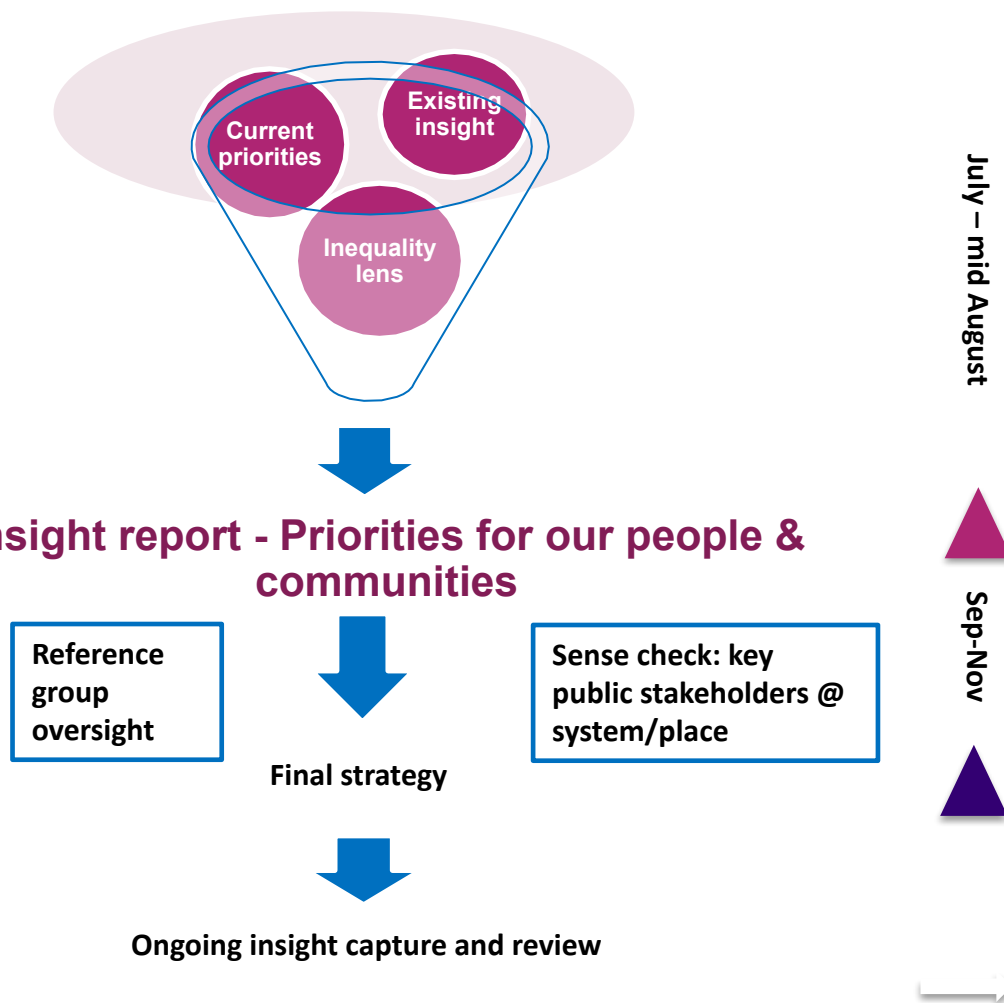 Current
priorities
Existing
insight
Inequality
lens
July – mid August
nsight report - Priorities for our people &
communities
Reference
group
oversight
Sense check: key
public stakeholders @
system/place
Sep-Nov
Final strategy
Ongoing insight capture and review